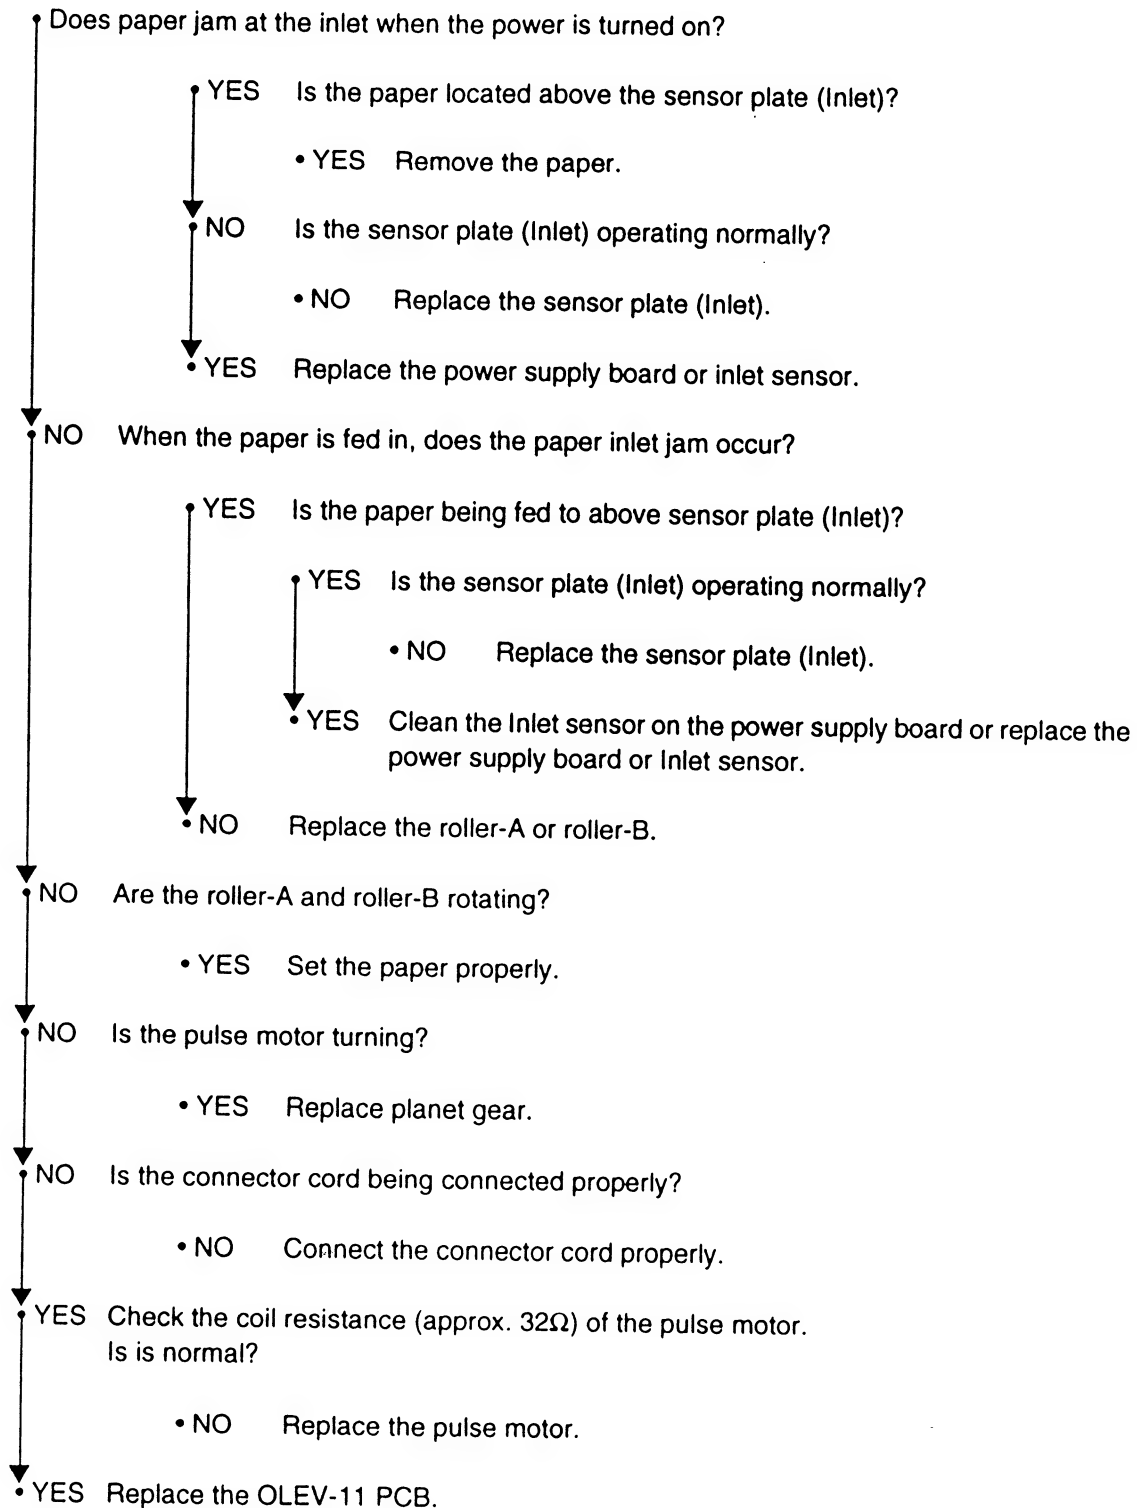 • Does paper jam at the inlet when the power is turned on?
• YES Is the paper located above the sensor plate (Inlet)?
• YES Remove the paper.
• NO Is the sensor plate (Inlet) operating normally?
• NO Replace the sensor plate (Inlet).
• YES Replace the power supply board or inlet sensor.
• NO When the paper is fed in, does the paper inlet jam occur?
• YES Is the paper being fed to above sensor plate (Inlet)?
• YES Is the sensor plate (Inlet) operating normally?
• NO Replace the sensor plate (Inlet).
• YES Clean the Inlet sensor on the power supply board or replace the
power supply board or Inlet sensor.
• NO Replace the roller-A or roller-B.
• NO Are the roller-A and roller-B rotating?
• YES Set the paper properly.
• NO Is the pulse motor turning?
• YES Replace planet gear.
• NO Is the connector cord being connected properly?
• NO Connect the connector cord properly.
• YES Check the coil resistance (approx. 32Ω) of the pulse motor.
Is is normal?
• NO Replace the pulse motor.
• YES Replace the OLEV-11 PCB.